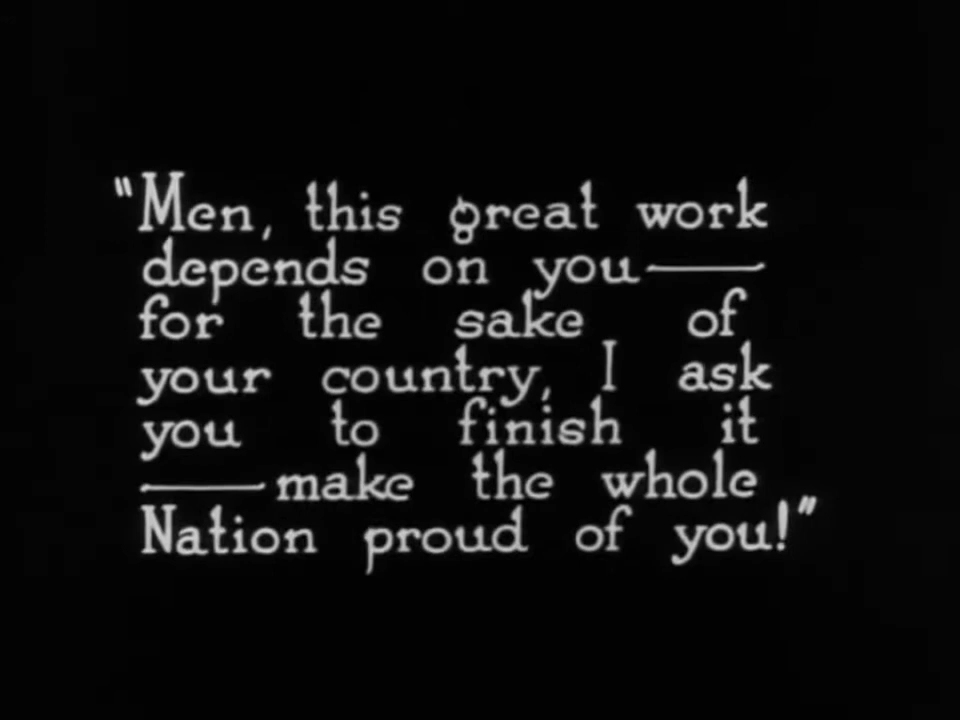 "Men, this great work
depends on you——
for the sake of
your country, I ask
you to finish it
——make the whole
Nation proud of you!"